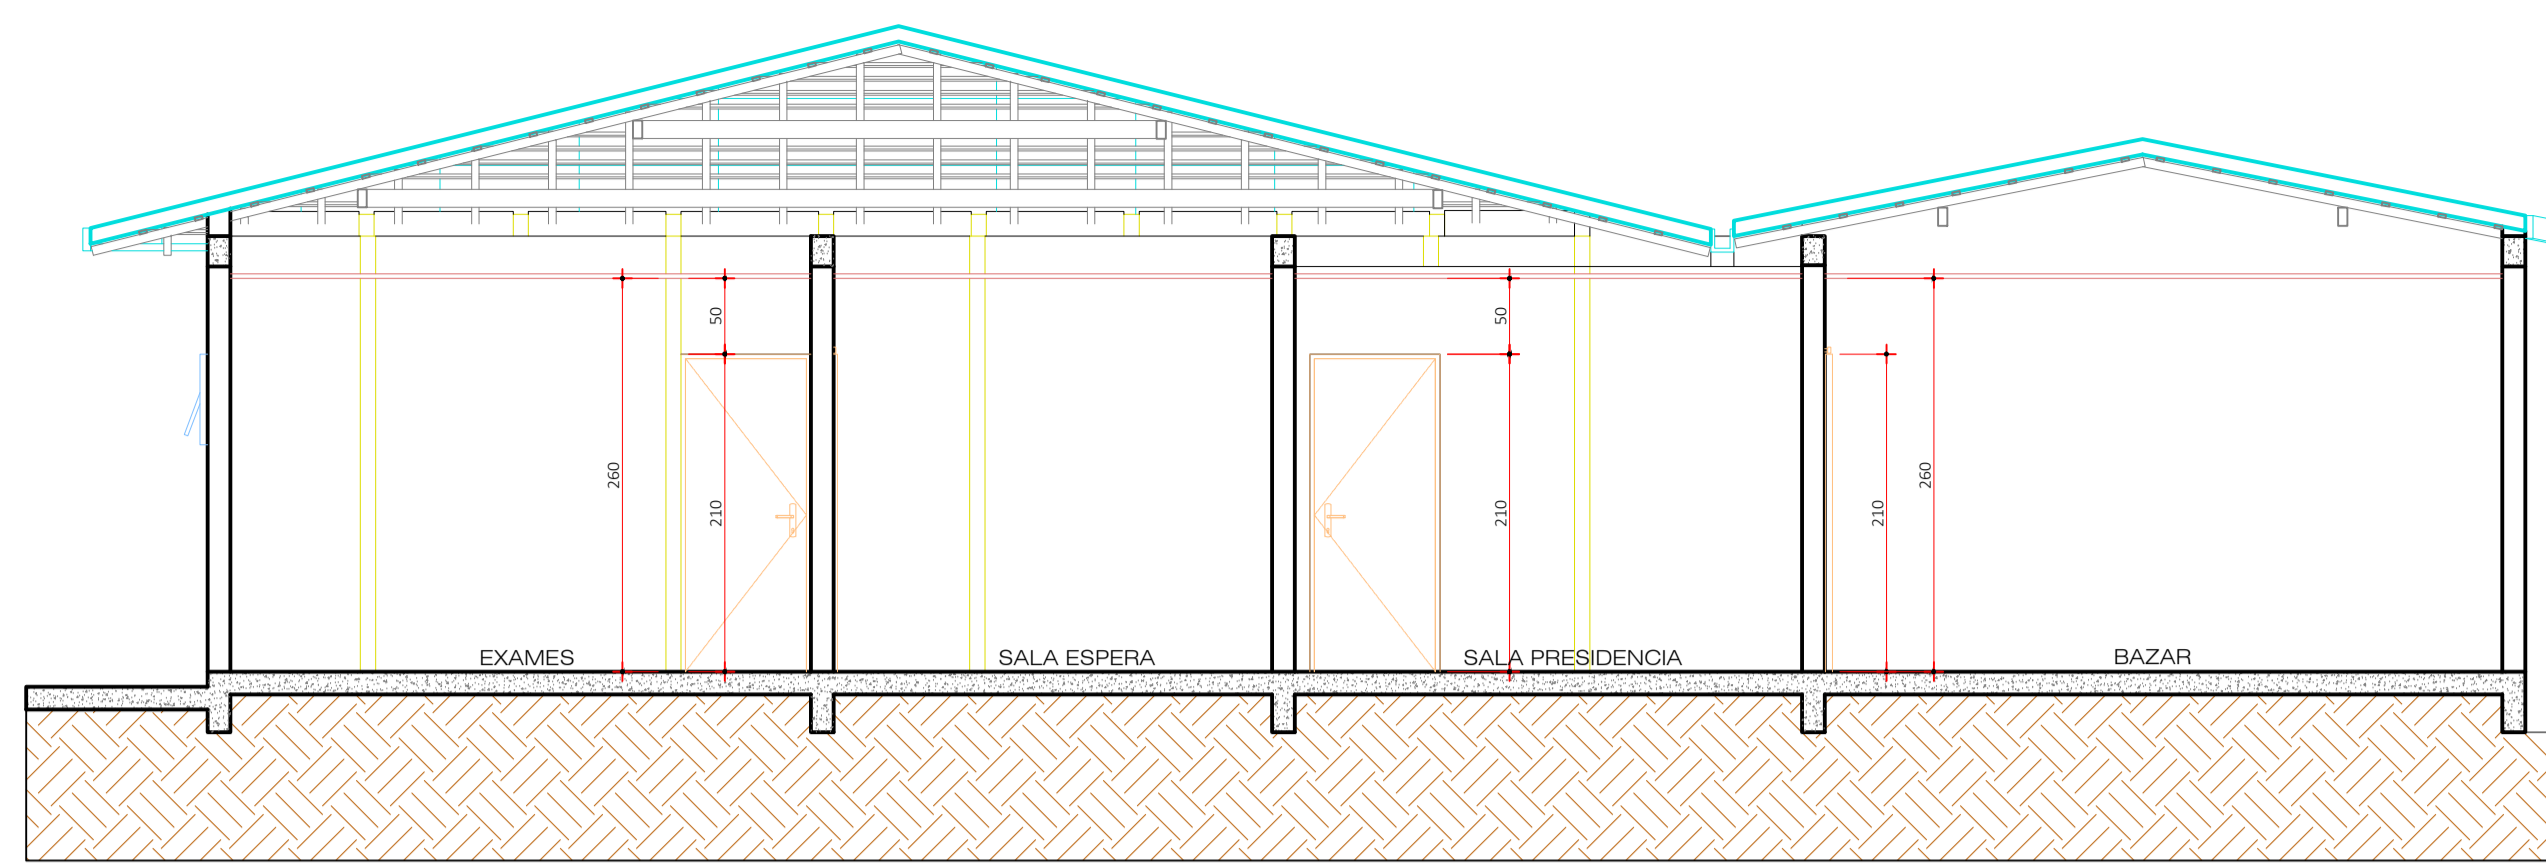 50
50
260
210
210
210
260
EXAMES
SALA ESPERA
SALA PRESIDENCIA
BAZAR